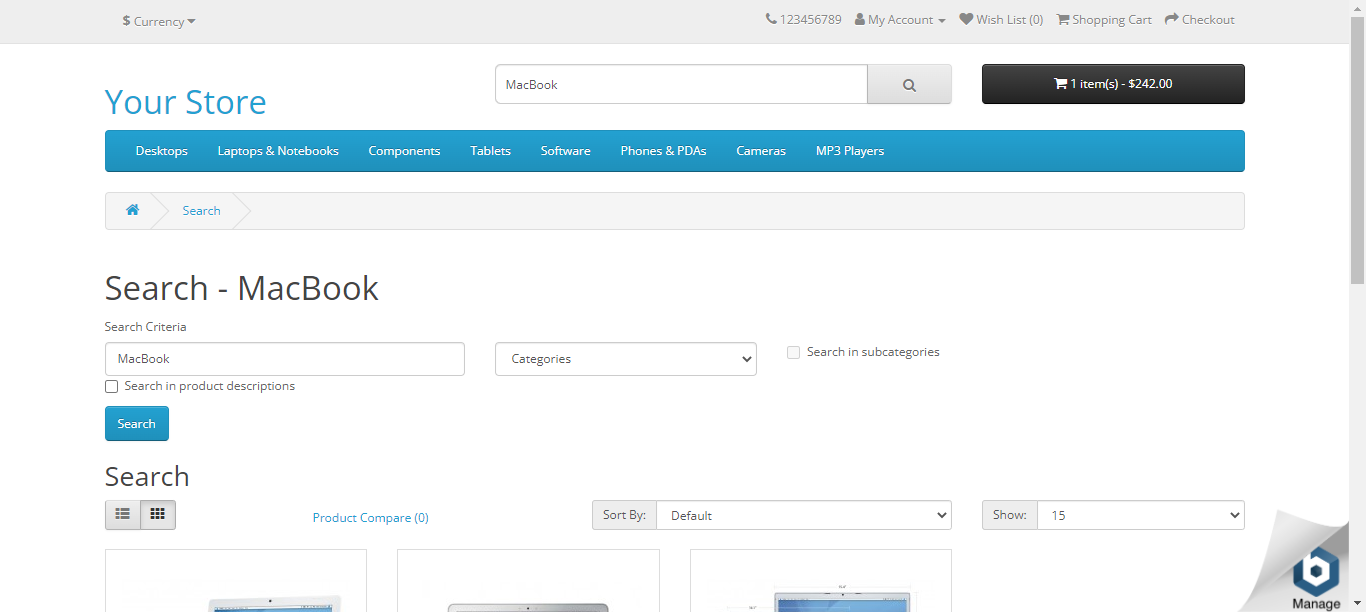 $ Currency
123456789 My Account Wish List (0) Shopping Cart Checkout
Your Store
MacBook
1 item(s) - $242.00
Desktops Laptops & Notebooks Components Tablets Software Phones & PDAs Cameras MP3 Players
Search
Search - MacBook
Search Criteria
MacBook Categories Search in subcategories
Search in product descriptions
Search
Search
Product Compare (0) Sort By: Default Show: 15
Manage